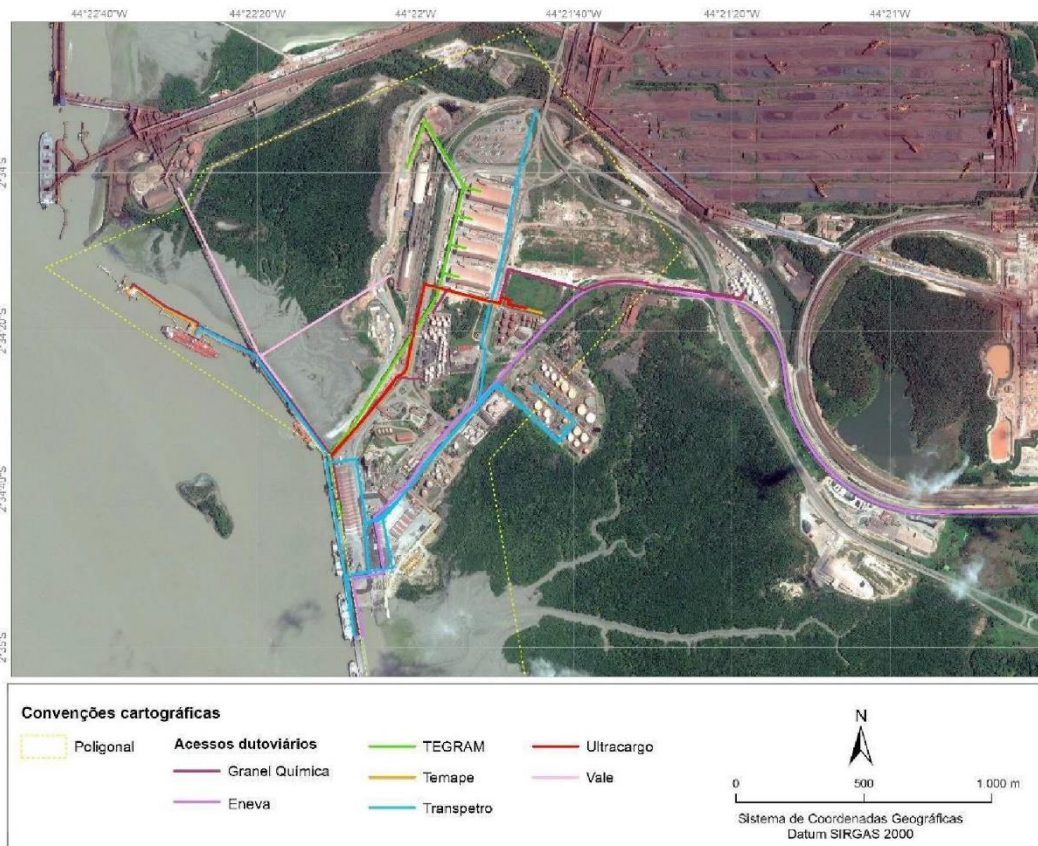 44°22'40"W 44°22'20"W 44°22'W 44°21'40"W 44°21'20"W 44°21'W
2°34'S
2°34'20"S
2°34'40"S
2°35'S
Convenções cartográficas
Poligonal
Acessos dutoviários
Granel Química
Eneva
TEGRAM
Temape
Transpetro
Ultracargo
Vale
N
0 500 1.000 m
Sistema de Coordenadas Geográficas
Datum SIRGAS 2000